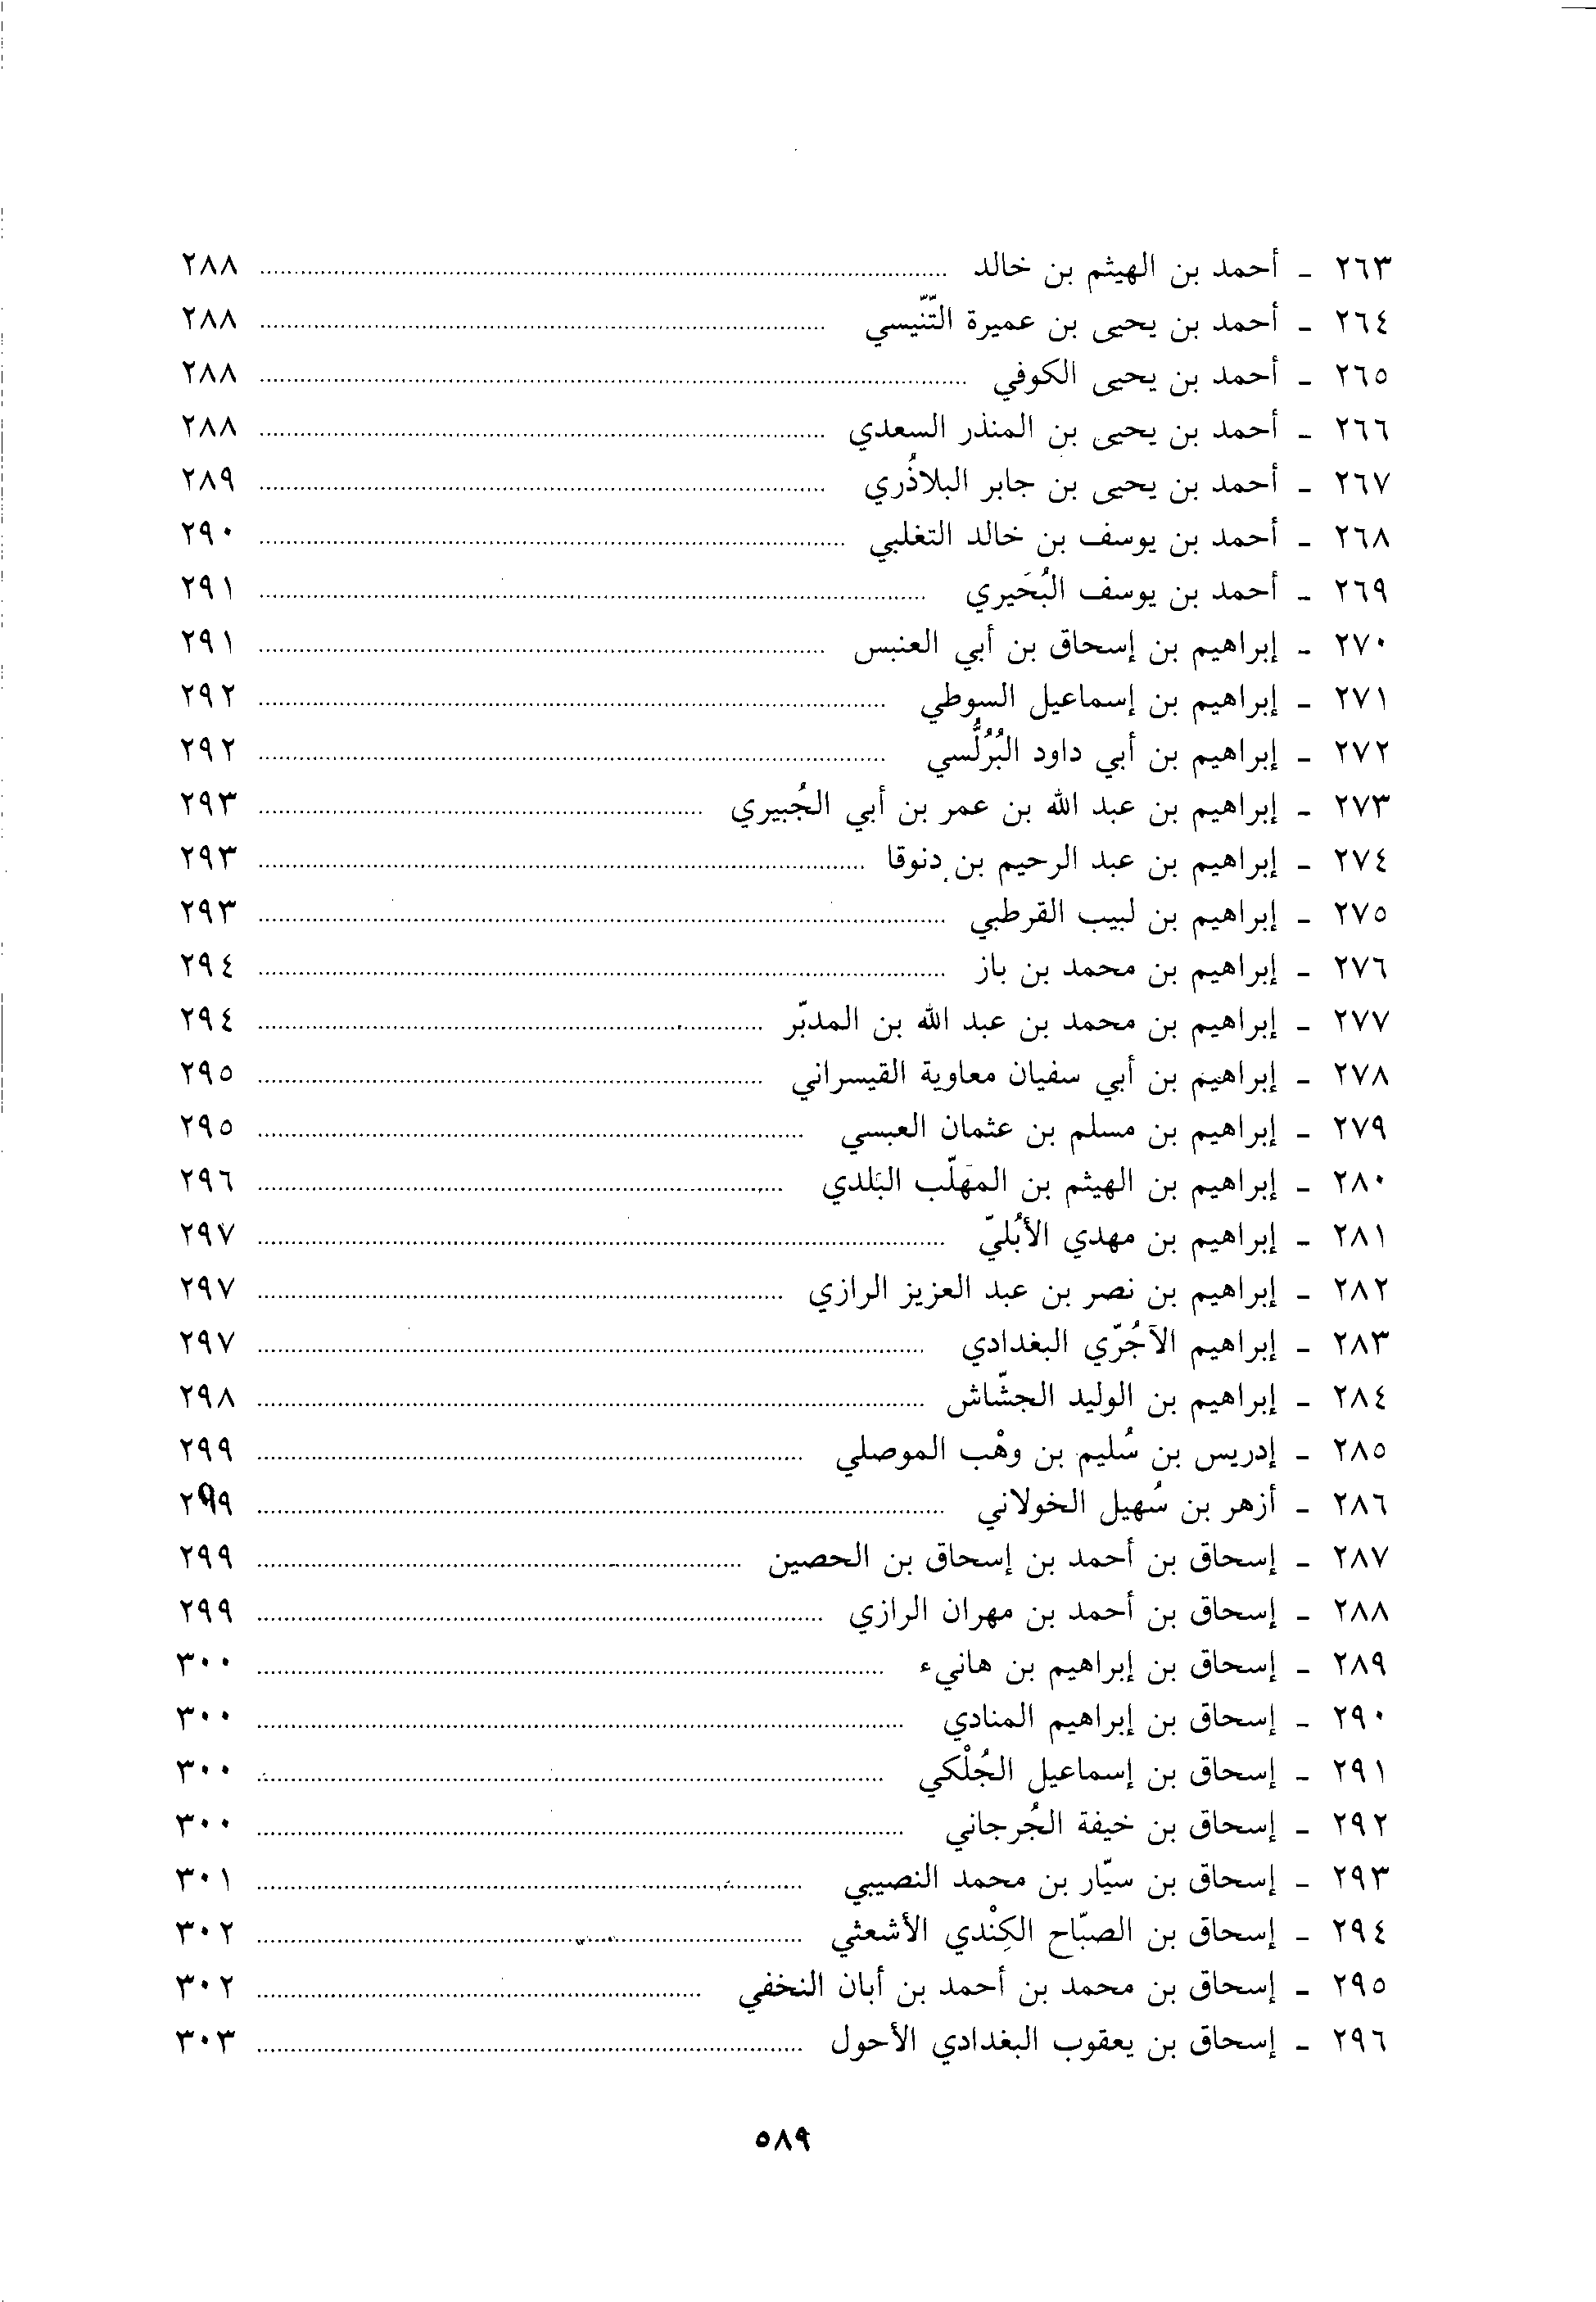 ٢٦٣ - أحمد بن الهيثم بن خالد ........ ٢٨٨
٢٦٤ - أحمد بن يحيى بن عميرة التّنّيسي ........ ٢٨٨
٢٦٥ - أحمد بن يحيى الكوفي ........ ٢٨٨
٢٦٦ - أحمد بن يحيى بن المنذر السعدي ........ ٢٨٨
٢٦٧ - أحمد بن يحيى بن جابر البلاذُري ........ ٢٨٩
٢٦٨ - أحمد بن يوسف بن خالد التغلبي ........ ٢٩٠
٢٦٩ - أحمد بن يوسف البُحَيري ........ ٢٩١
٢٧٠ - إبراهيم بن إسحاق بن أبي العنبس ........ ٢٩١
٢٧١ - إبراهيم بن إسماعيل السوطي ........ ٢٩٢
٢٧٢ - إبراهيم بن أبي داود البُرُلُّسي ........ ٢٩٢
٢٧٣ - إبراهيم بن عبد الله بن عمر بن أبي الجُبيري ........ ٢٩٣
٢٧٤ - إبراهيم بن عبد الرحيم بن دنوقا ........ ٢٩٣
٢٧٥ - إبراهيم بن لبيب القرطبي ........ ٢٩٣
٢٧٦ - إبراهيم بن محمد بن باز ........ ٢٩٤
٢٧٧ - إبراهيم بن محمد بن عبد الله بن المدبّر ........ ٢٩٤
٢٧٨ - إبراهيم بن أبي سفيان معاوية القيسراني ........ ٢٩٥
٢٧٩ - إبراهيم بن مسلم بن عثمان العبسي ........ ٢٩٥
٢٨٠ - إبراهيم بن الهيثم بن المهَلّب البَلدي ........ ٢٩٦
٢٨١ - إبراهيم بن مهدي الأُبُليّ ........ ٢٩٧
٢٨٢ - إبراهيم بن نصر بن عبد العزيز الرازي ........ ٢٩٧
٢٨٣ - إبراهيم الآجُرّي البغدادي ........ ٢٩٧
٢٨٤ - إبراهيم بن الوليد الجشّاش ........ ٢٩٨
٢٨٥ - إدريس بن سُليم بن وهْب الموصلي ........ ٢٩٩
٢٨٦ - أزهر بن سُهيل الخولاني ........ ٢٩٩
٢٨٧ - إسحاق بن أحمد بن إسحاق بن الحصين ........ ٢٩٩
٢٨٨ - إسحاق بن أحمد بن مهران الرازي ........ ٢٩٩
٢٨٩ - إسحاق بن إبراهيم بن هانيء ........ ٣٠٠
٢٩٠ - إسحاق بن إبراهيم المنادي ........ ٣٠٠
٢٩١ - إسحاق بن إسماعيل الجُلْكي ........ ٣٠٠
٢٩٢ - إسحاق بن خيفة الجُرجاني ........ ٣٠٠
٢٩٣ - إسحاق بن سيّار بن محمد النصيبي ........ ٣٠١
٢٩٤ - إسحاق بن الصبّاح الكِنْدي الأشعثي ........ ٣٠٢
٢٩٥ - إسحاق بن محمد بن أحمد بن أبان النخفي ........ ٣٠٢
٢٩٦ - إسحاق بن يعقوب البغدادي الأحول ........ ٣٠٣
٥٨٩